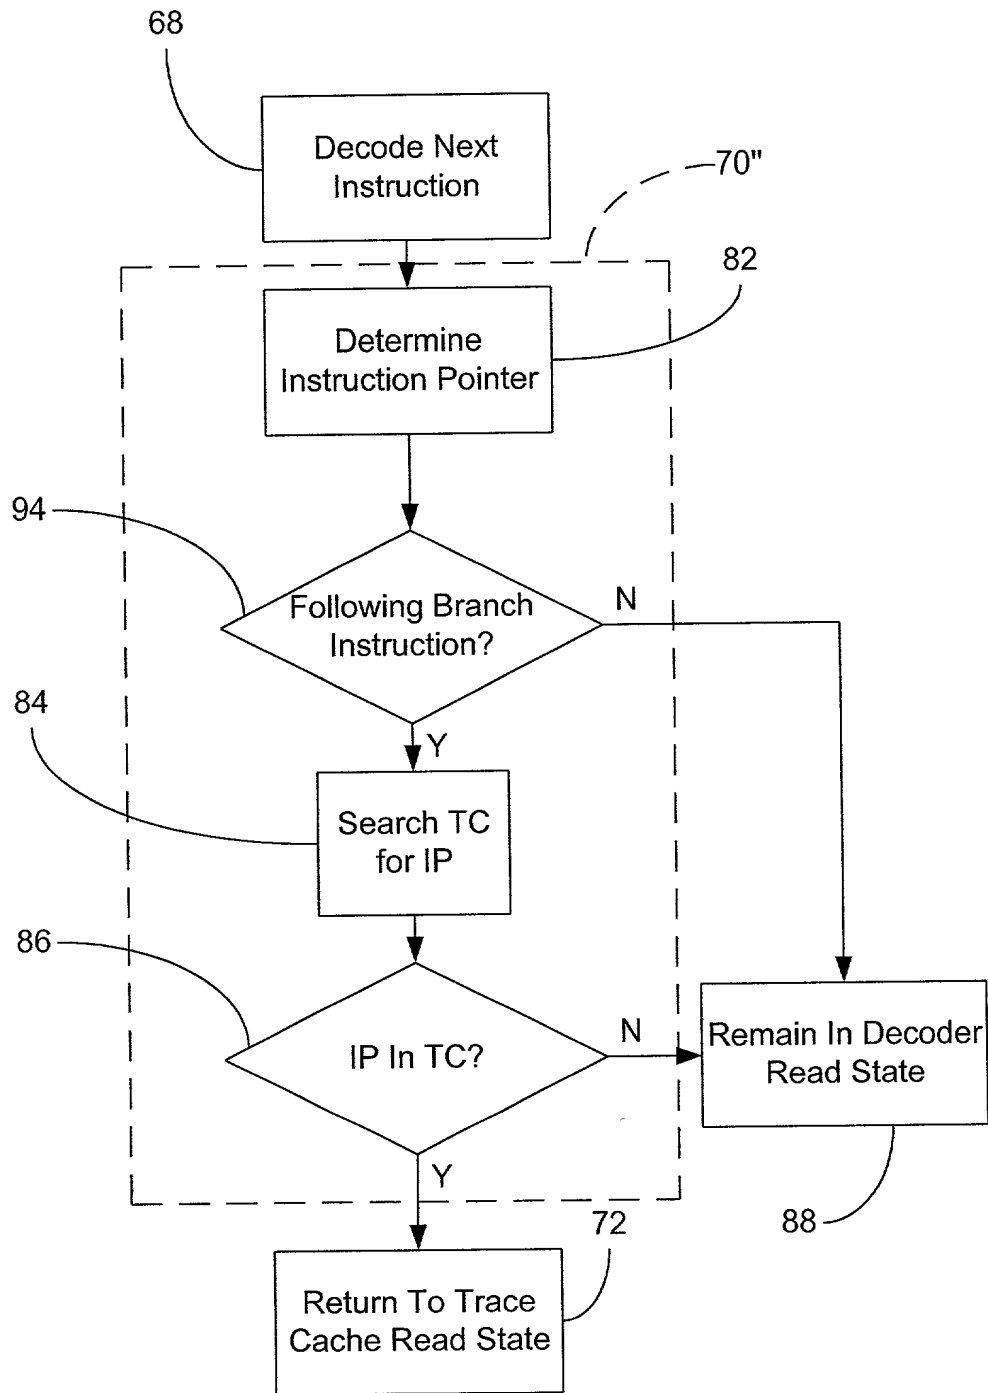 68
Decode Next
Instruction
70"
82
Determine
Instruction Pointer
94
Following Branch
Instruction?
N
Y
84
Search TC
for IP
86
IP In TC?
N
Remain In Decoder
Read State
Y
88
72
Return To Trace
Cache Read State